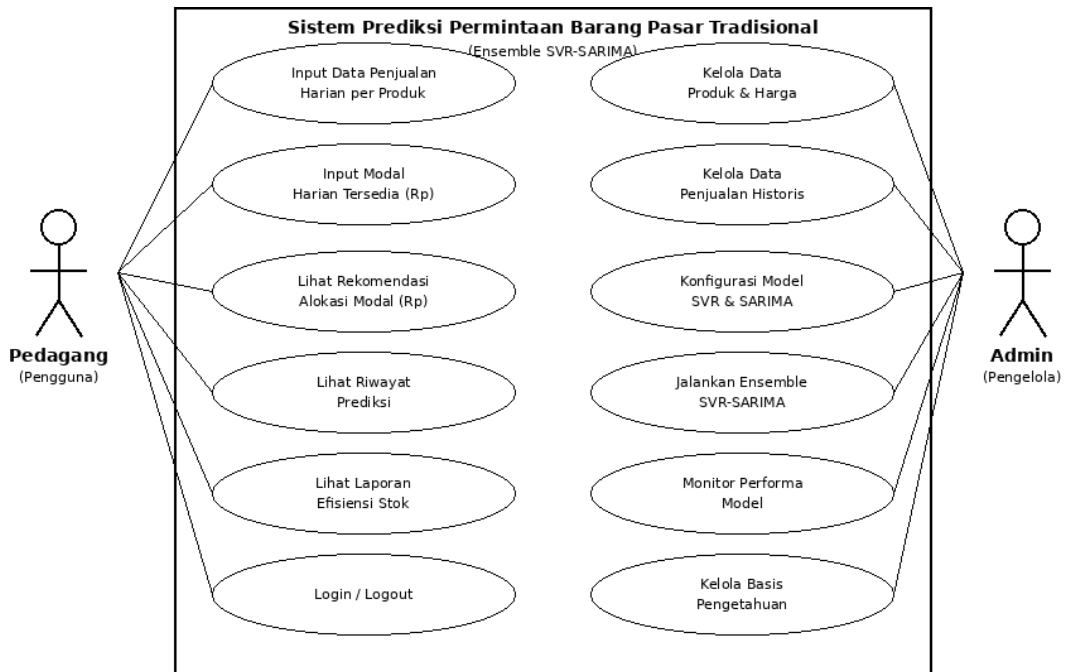 Sistem Prediksi Permintaan Barang Pasar Tradisional
(Ensemble SVR-SARIMA)
Input Data Penjualan
Harian per Produk
Kelola Data
Produk & Harga
Input Modal
Harian Tersedia (Rp)
Kelola Data
Penjualan Historis
Lihat Rekomendasi
Alokasi Modal (Rp)
Konfigurasi Model
SVR & SARIMA
Pedagang
(Pengguna)
Admin
(Pengelola)
Lihat Riwayat
Prediksi
Jalankan Ensemble
SVR-SARIMA
Lihat Laporan
Efisiensi Stok
Monitor Performa
Model
Login / Logout
Kelola Basis
Pengetahuan